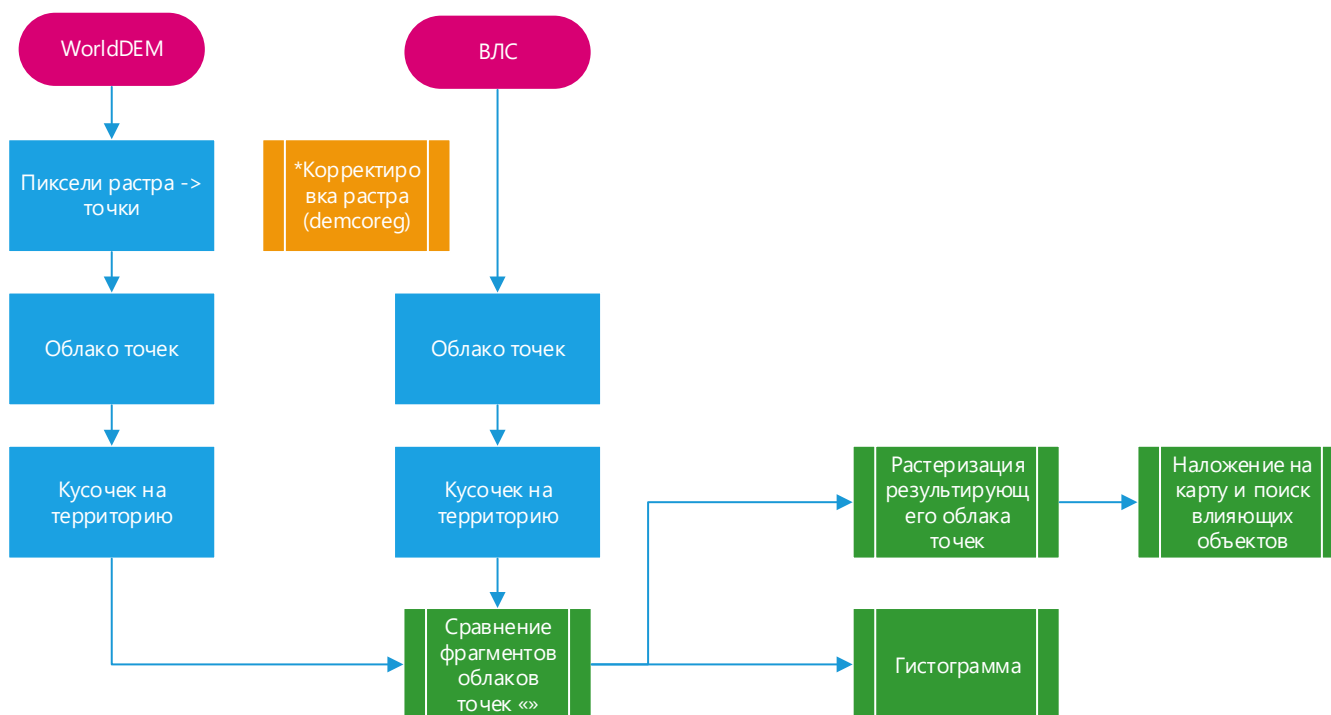 WorldDEM
ВЛС
Пиксели растра ->
точки
*Корректиро
вка растра
(demcoreg)
Облако точек
Облако точек
Кусочек на
территорию
Кусочек на
территорию
Растеризация
результирующ
его облака
точек
Наложение на
карту и поиск
влияющих
объектов
Сравнение
фрагментов
облаков
точек «»
Гистограмма